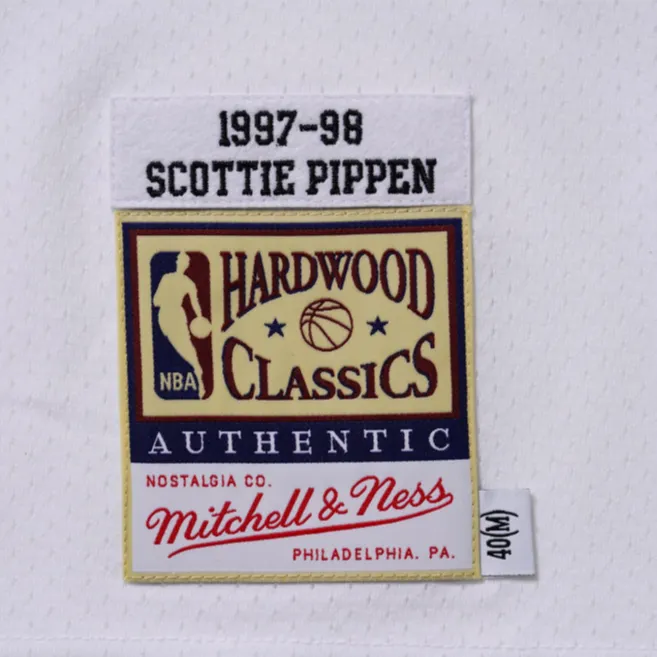 1997-98
SCOTTIE PIPPEN
HARDWOOD
CLASSICS
NBA
AUTHENTIC
NOSTALGIA CO.
Mitchell & Ness
PHILADELPHIA. PA.
40(M)